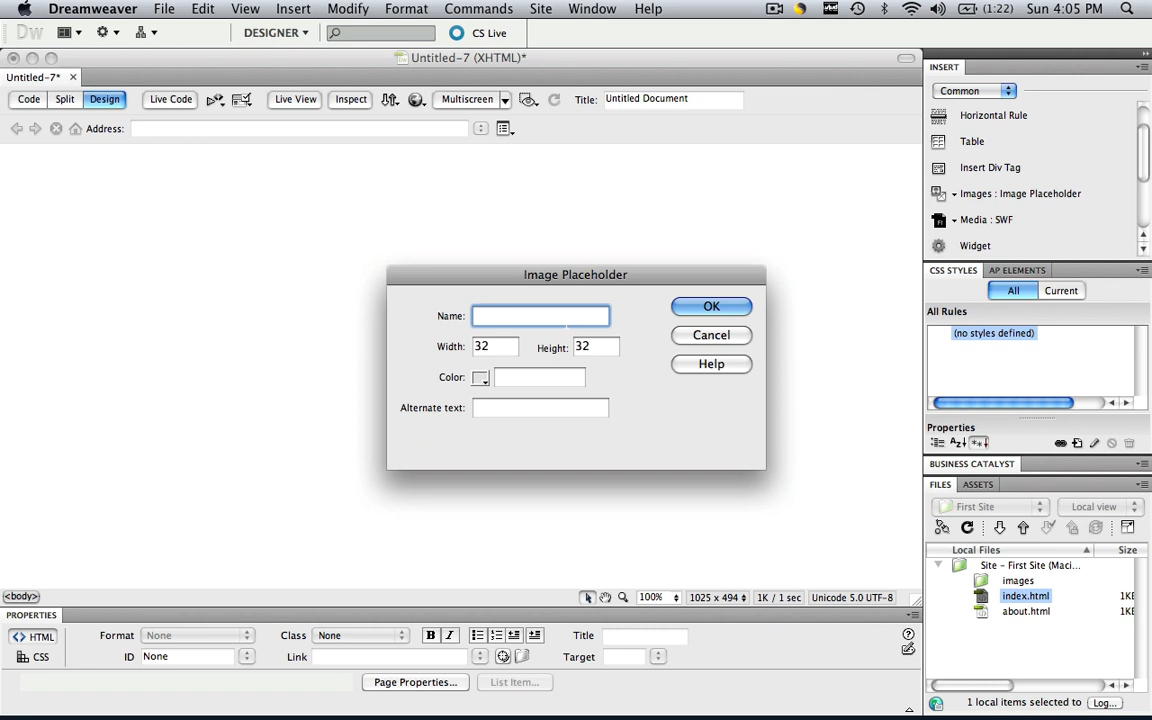 Dreamweaver File Edit View Insert Modify Format Commands Site Window Help (1:22) Sun 4:05 PM
Dw DESIGNER CS Live
Untitled-7 (XHTML)*
Untitled-7*
Code Split Design Live Code Live View Inspect Multiscreen Title: Untitled Document
Address:
Image Placeholder
Name:
OK
Width: 32 Height: 32
Cancel
Color:
Help
Alternate text:
INSERT
Common
Horizontal Rule
Table
Insert Div Tag
Images : Image Placeholder
Media : SWF
Widget
CSS STYLES AP ELEMENTS
All Current
All Rules
(no styles defined)
Properties
BUSINESS CATALYST
FILES ASSETS
First Site Local view
Local Files Size
Site - First Site (Maci...
images
index.html 1KE
about.html 1KE
1 local items selected to Log...
<body> 100% 1025 x 494 1K / 1 sec Unicode 5.0 UTF-8
PROPERTIES
<> HTML Format None Class None B I Title
CSS ID None Link Target
Page Properties... List Item...